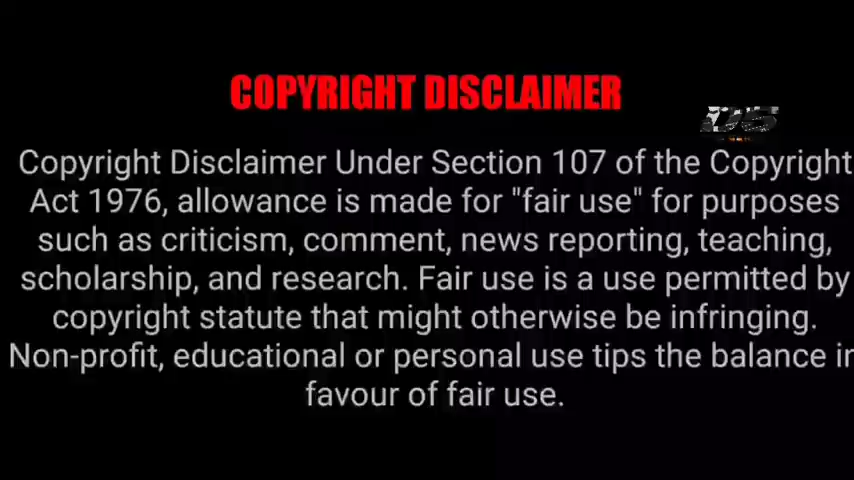 COPYRIGHT DISCLAIMER
Copyright Disclaimer Under Section 107 of the Copyright
Act 1976, allowance is made for "fair use" for purposes
such as criticism, comment, news reporting, teaching,
scholarship, and research. Fair use is a use permitted by
copyright statute that might otherwise be infringing.
Non-profit, educational or personal use tips the balance in
favour of fair use.